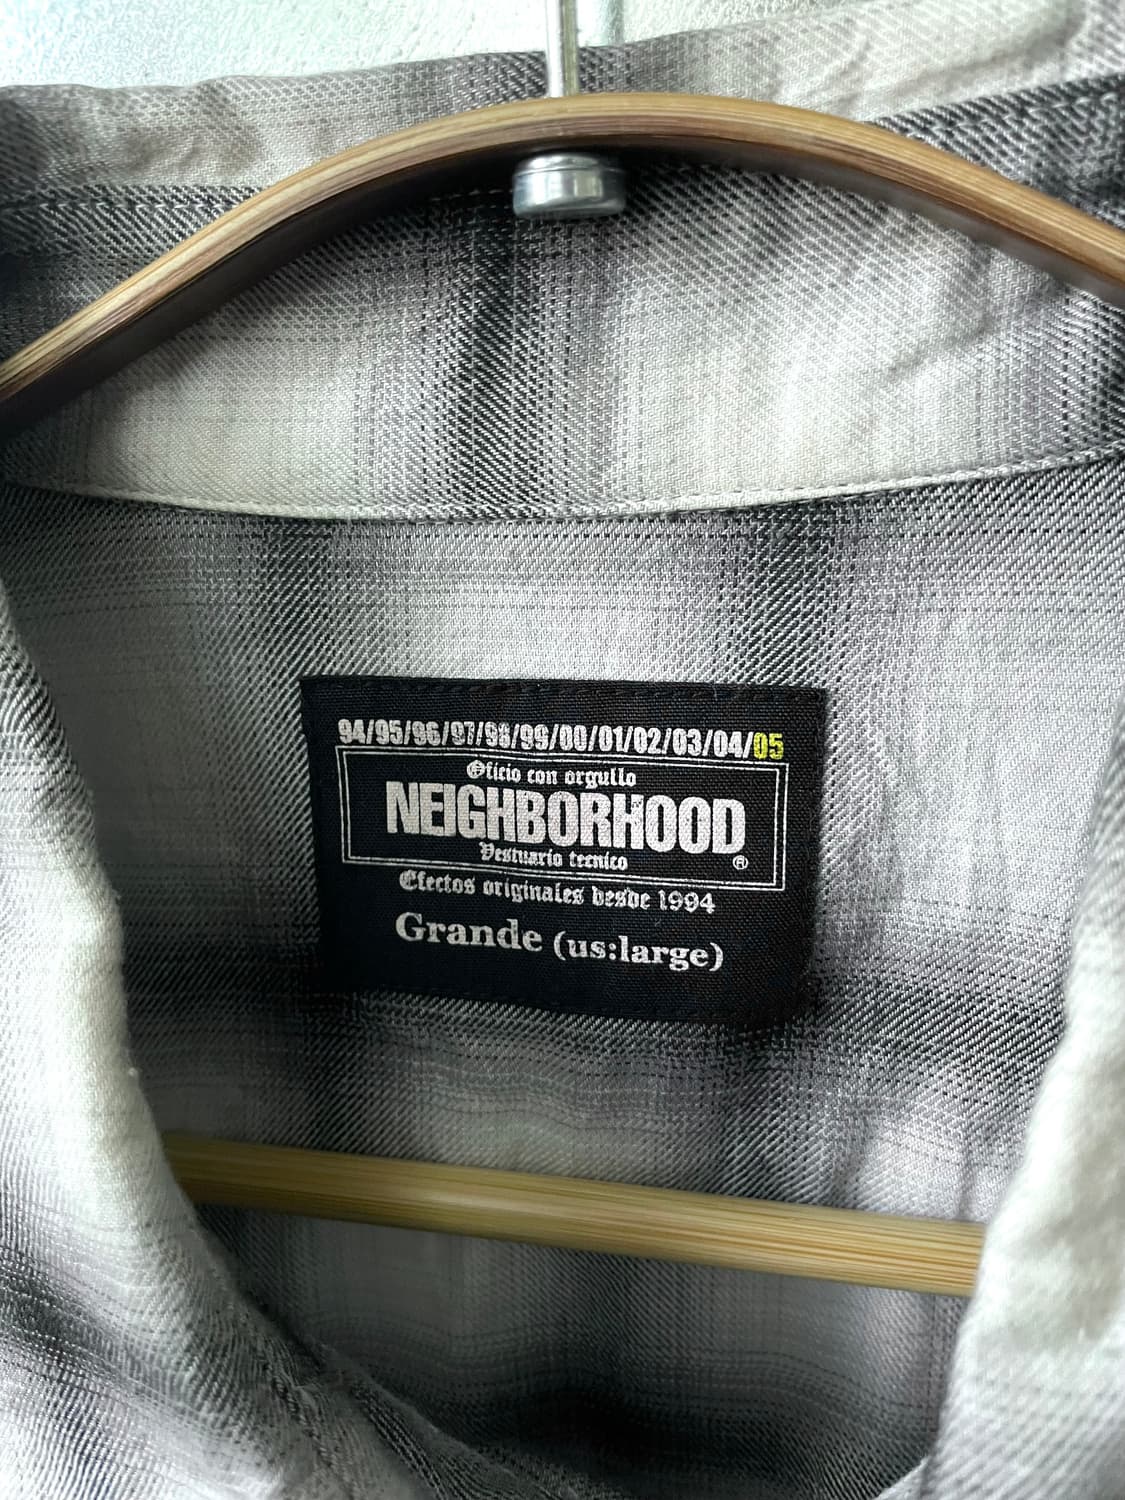 94/95/96/97/98/99/00/01/02/03/04/05
Oficio con orgullo
NEIGHBORHOOD
Vestuario tecnico ®
Efectos originales desde 1994
Grande (us:large)